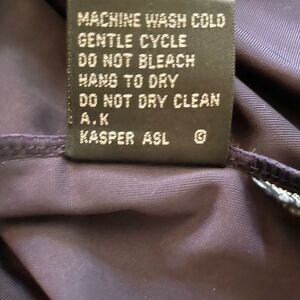 MACHINE WASH COLD
GENTLE CYCLE
DO NOT BLEACH
HANG TO DRY
DO NOT DRY CLEAN
A.K
KASPER ASL ©